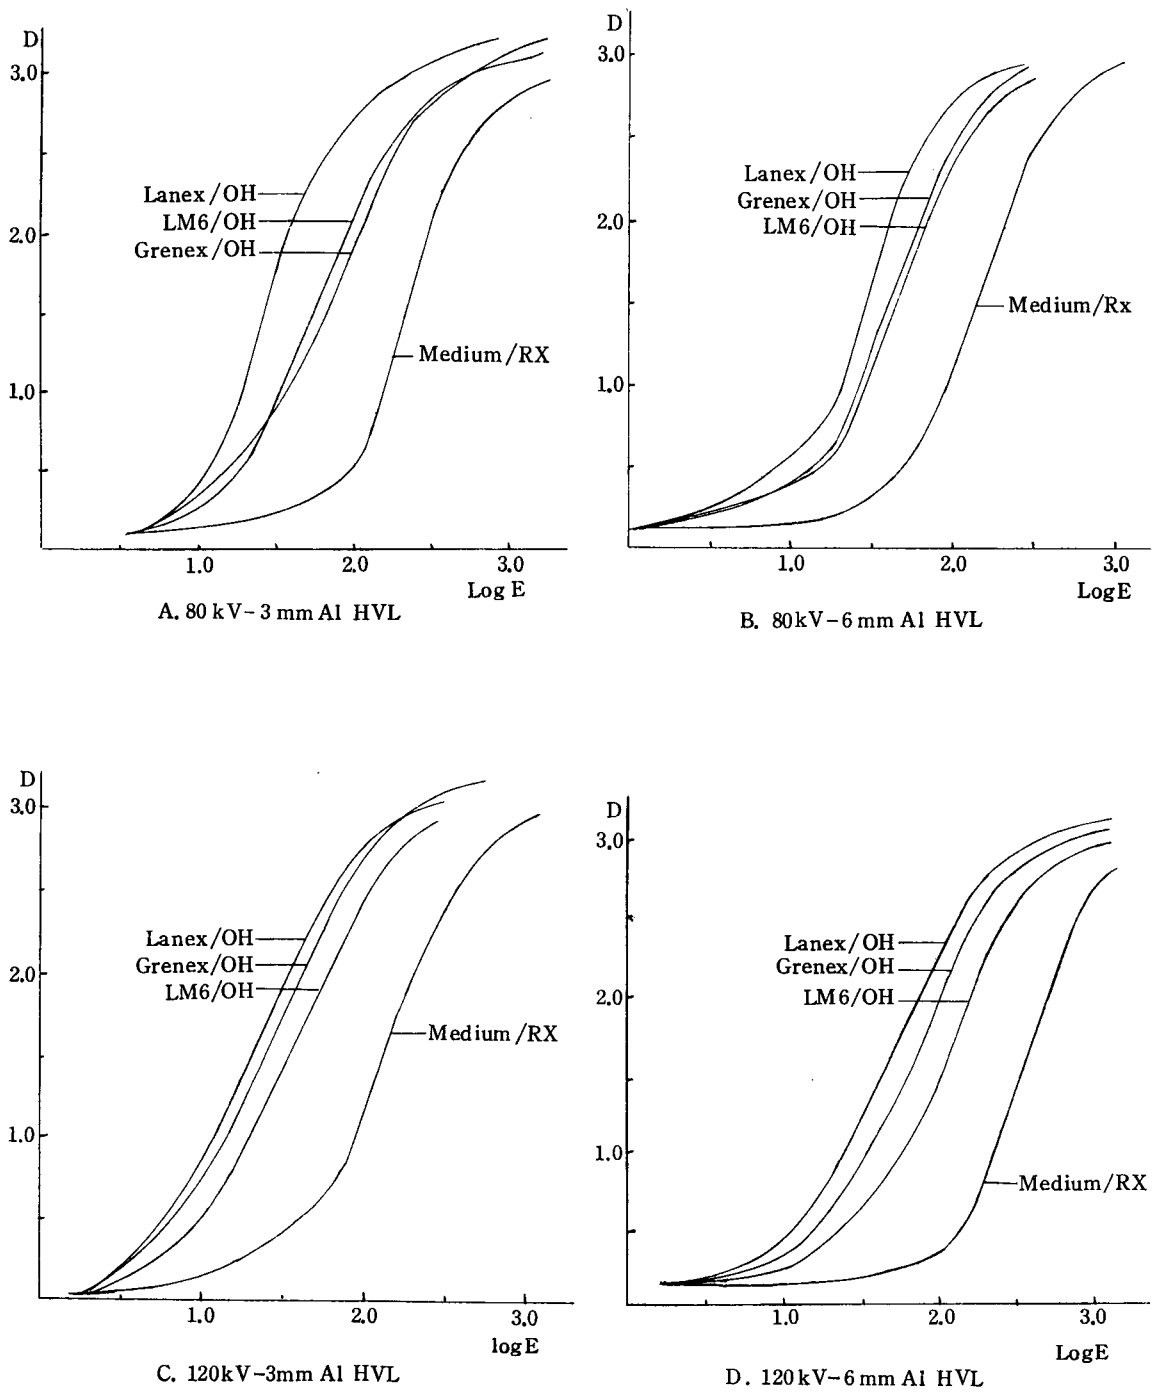 D
3.0
Lanex/OH
LM6/OH
2.0
Grenex/OH
Medium/RX
1.0
1.0 2.0 3.0
Log E
A. 80 kV-3 mm Al HVL
D
3.0
Lanex/OH
Grenex/OH
LM6/OH
2.0
Medium/Rx
1.0
1.0 2.0 3.0
LogE
B. 80kV-6 mm Al HVL
D
3.0
Lanex/OH
Grenex/OH
LM6/OH
2.0
Medium/RX
1.0
1.0 2.0 3.0
logE
C. 120kV-3mm Al HVL
D
3.0
Lanex/OH
Grenex/OH
LM6/OH
2.0
Medium/RX
1.0
1.0 2.0 3.0
LogE
D. 120kV-6mm Al HVL